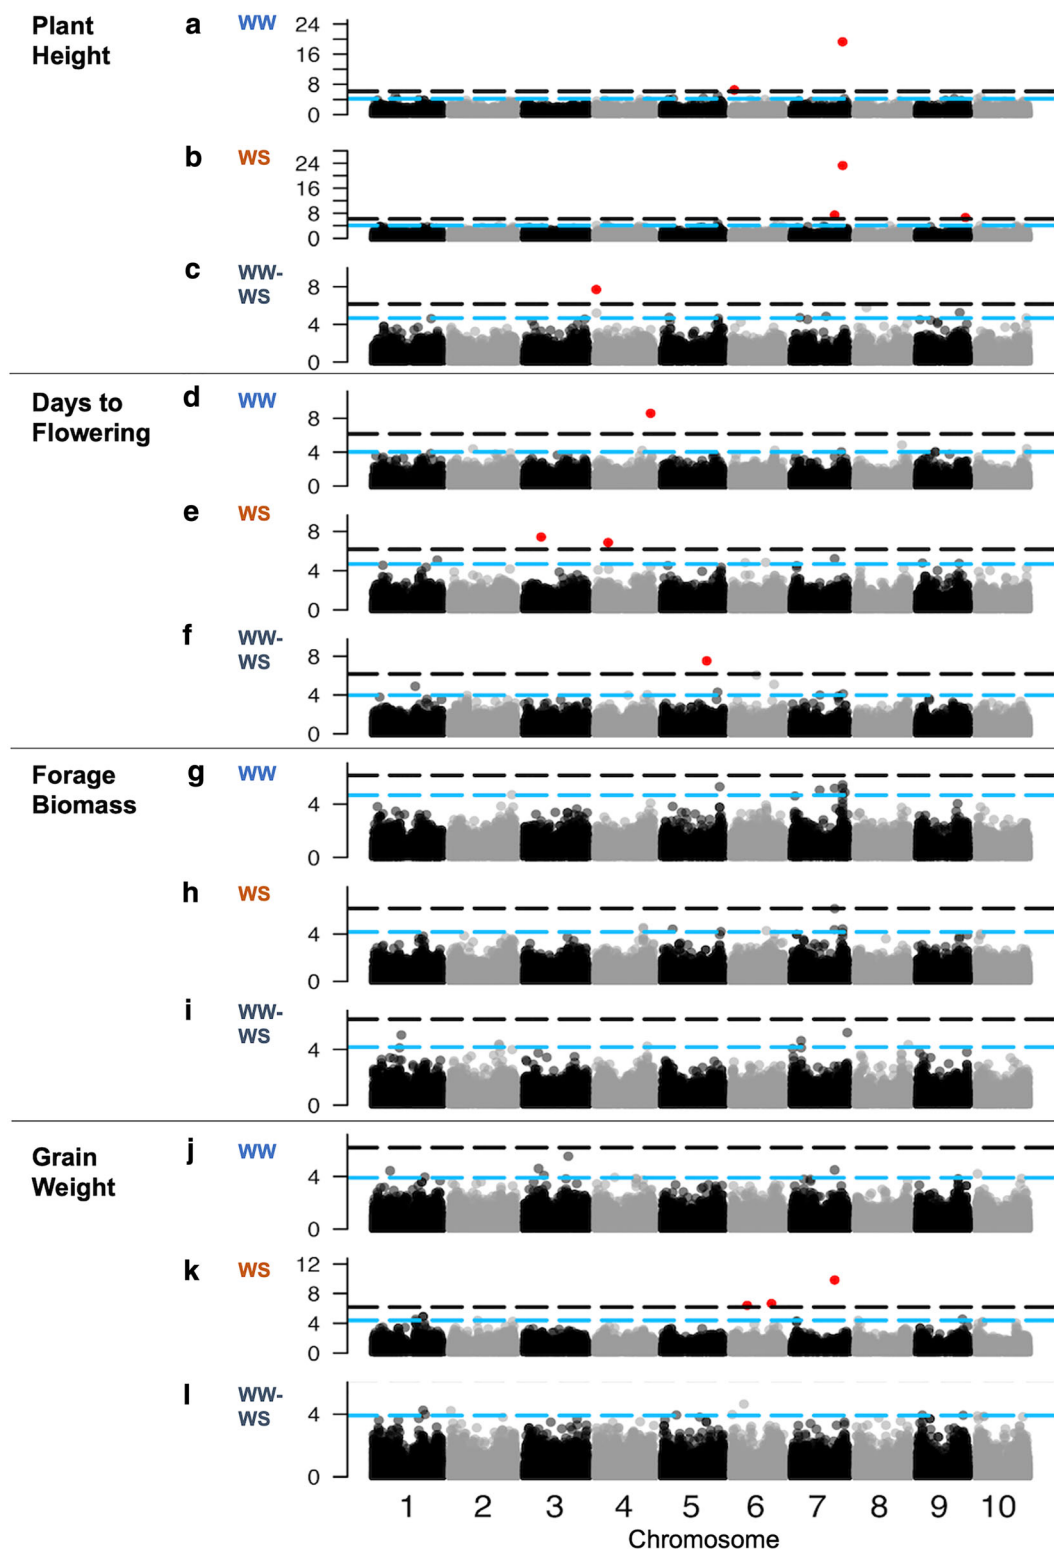 Plant
Height
a
WW
24
16
8
0
b
WS
24
16
8
0
c
WW-
WS
8
4
0
Days to
Flowering
d
WW
8
4
0
e
WS
8
4
0
f
WW-
WS
8
4
0
Forage
Biomass
g
WW
4
0
h
WS
4
0
i
WW-
WS
4
0
Grain
Weight
j
WW
4
0
k
WS
12
8
4
0
l
WW-
WS
4
0
1 2 3 4 5 6 7 8 9 10
Chromosome